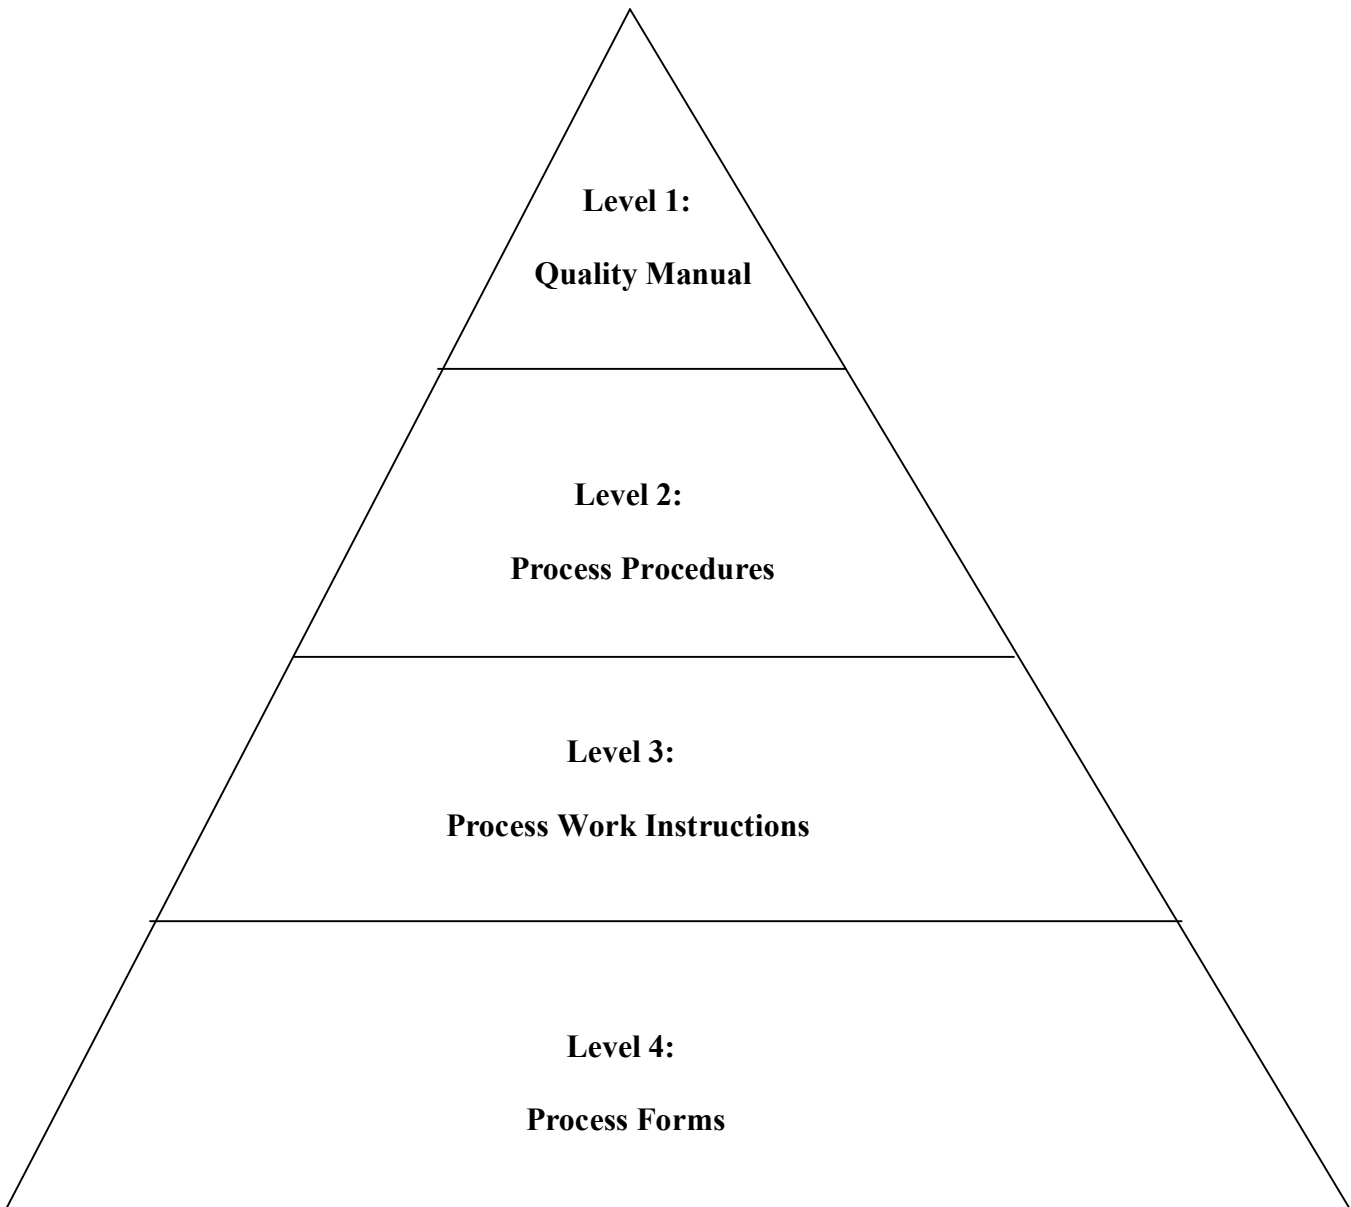 Level 1:
Quality Manual
Level 2:
Process Procedures
Level 3:
Process Work Instructions
Level 4:
Process Forms